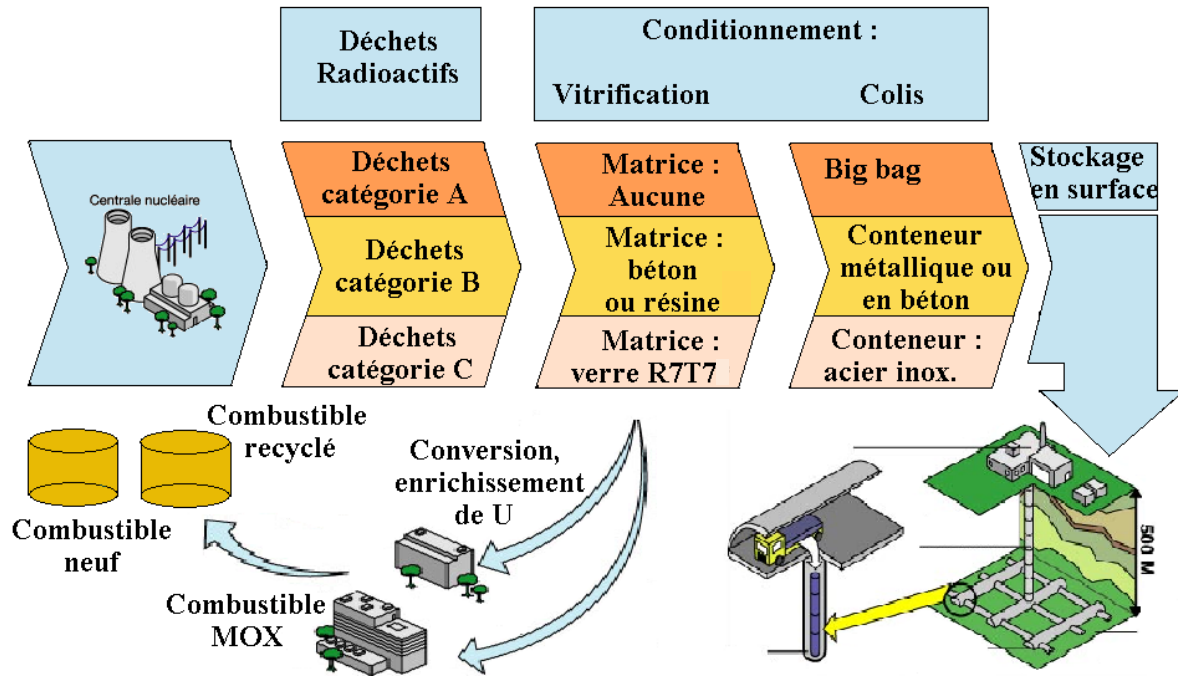 Déchets
Radioactifs
Conditionnement :
Vitrification Colis
Centrale nucléaire
Déchets
catégorie A
Matrice :
Aucune
Big bag
Stockage
en surface
Déchets
catégorie B
Matrice :
béton
ou résine
Conteneur
métallique ou
en béton
Déchets
catégorie C
Matrice :
verre R7T7
Conteneur :
acier inox.
Combustible
recyclé
Combustible
neuf
Conversion,
enrichissement
de U
Combustible
MOX
500 M